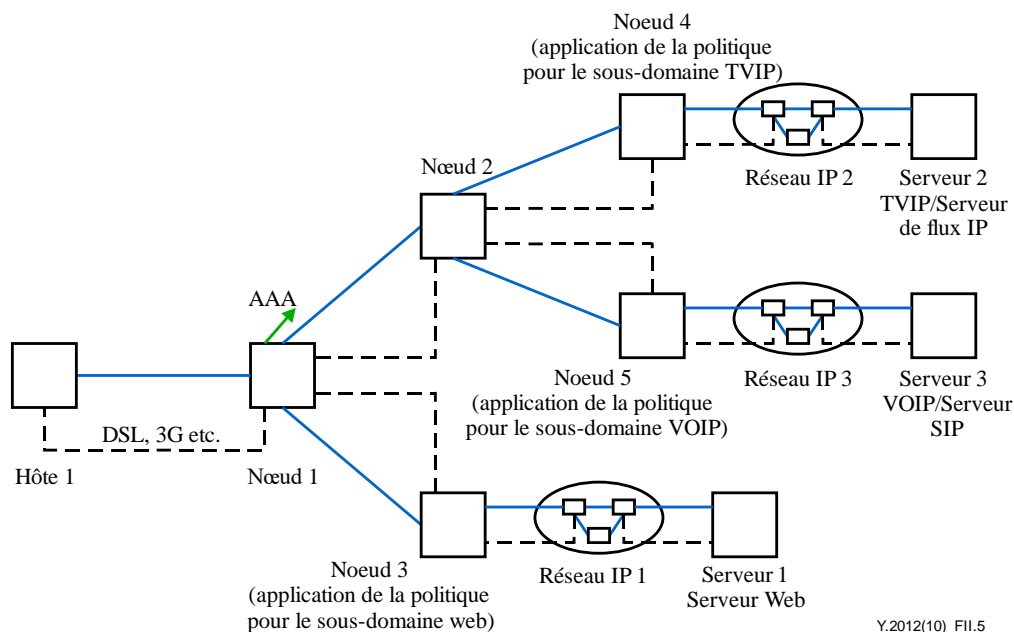 Noeud 4
(application de la politique
pour le sous-domaine TVIP)
Nœud 2
Réseau IP 2
Serveur 2
TVIP/Serveur
de flux IP
AAA
Noeud 5
(application de la politique
pour le sous-domaine VOIP)
Réseau IP 3
Serveur 3
VOIP/Serveur
SIP
DSL, 3G etc.
Hôte 1
Nœud 1
Noeud 3
(application de la politique
pour le sous-domaine web)
Réseau IP 1
Serveur 1
Serveur Web
Y.2012(10)_FII.5